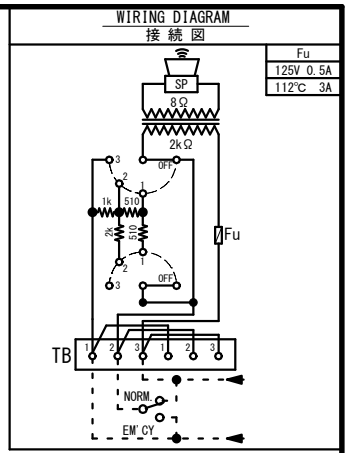 WIRING DIAGRAM
接続図
Fu
125V 0.5A
112℃ 3A
SP
8Ω
2kΩ
3
OFF
2
1
1k
510
2k
510
Fu
1
2
3
OFF
TB
1 2 3 1 2 3
NORM.
EM'CY